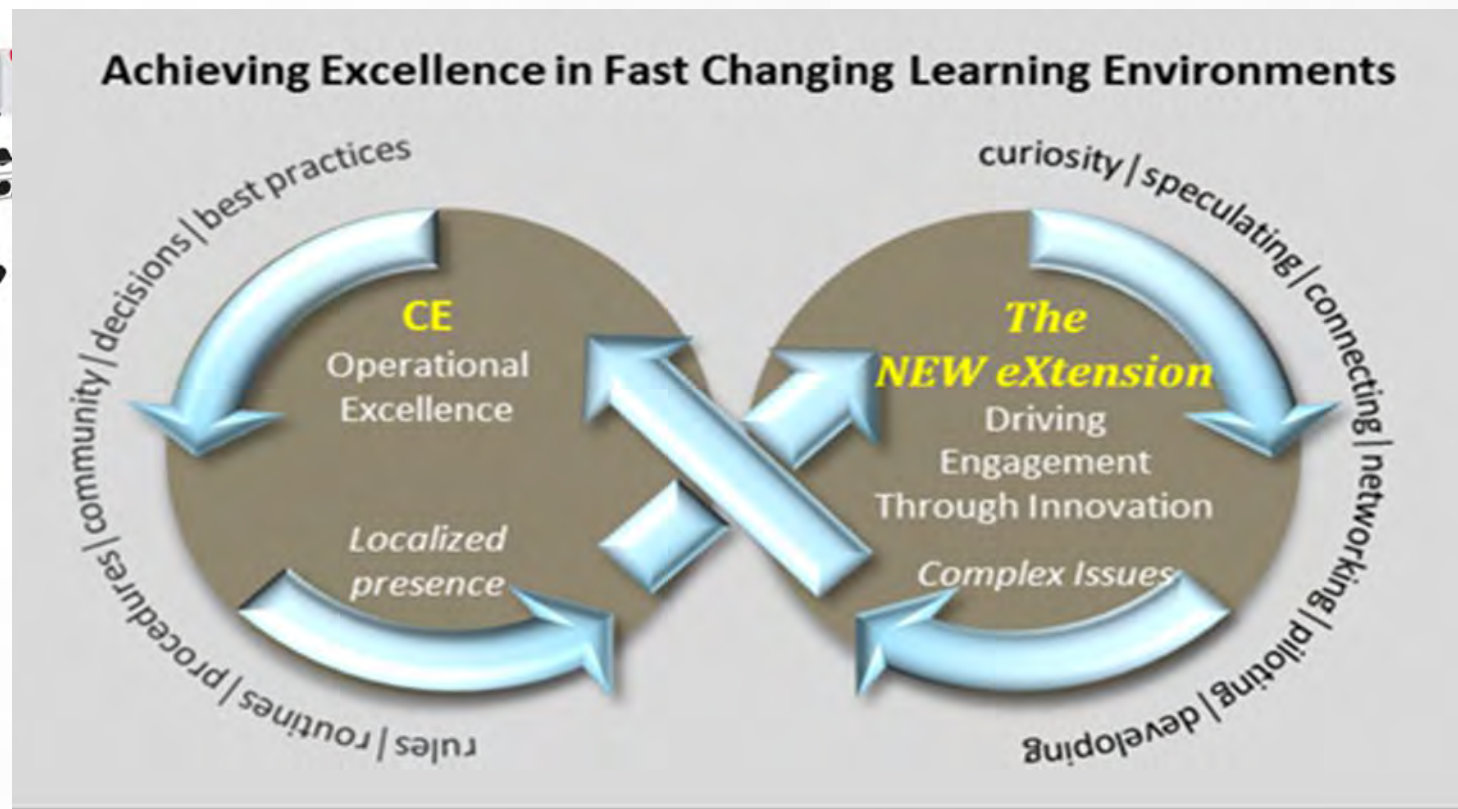 Achieving Excellence in Fast Changing Learning Environments
rules | routines | procedures | community | decisions | best practices
CE
Operational
Excellence
Localized
presence
curiosity | speculating | connecting | networking | piloting | developing
The
NEW eXtension
Driving
Engagement
Through Innovation
Complex Issues